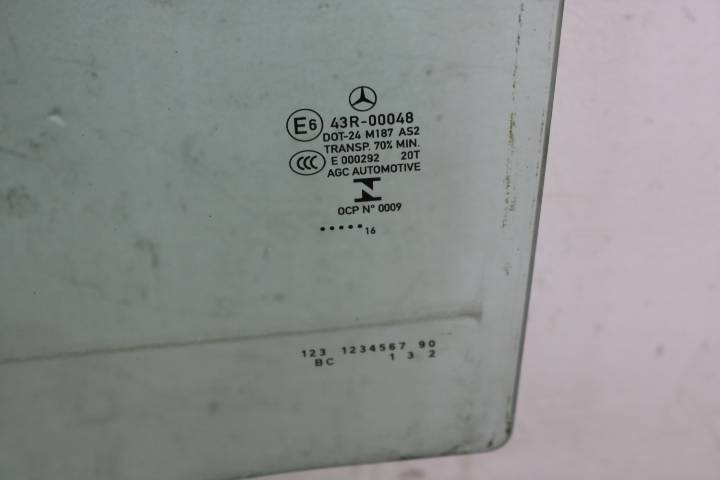 E6 43R-00048
DOT-24 M187 AS2
TRANSP. 70% MIN.
CCC E 000292 20T
AGC AUTOMOTIVE
N
OCP N° 0009
••••• 16
123 1234567 90
BC 1 3 2